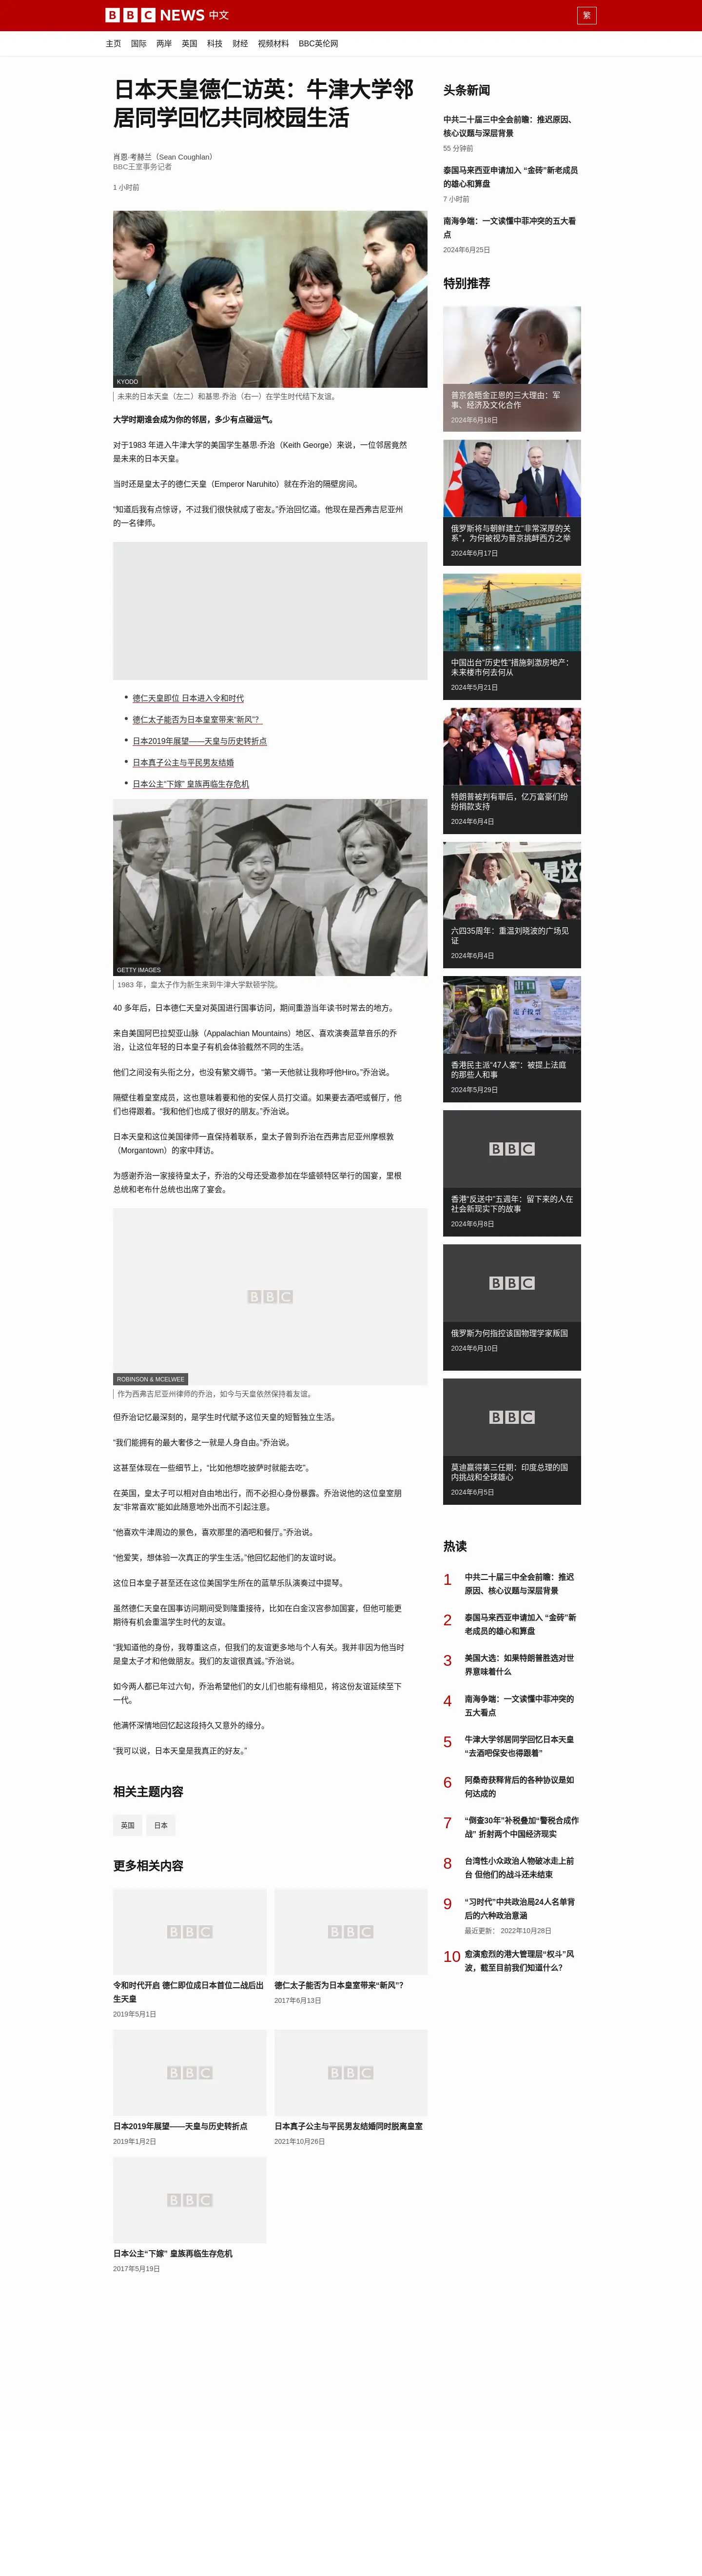 BBC NEWS 中文
繁
主页 国际 两岸 英国 科技 财经 视频材料 BBC英伦网
日本天皇德仁访英：牛津大学邻
居同学回忆共同校园生活
肖恩·考赫兰（Sean Coughlan）
BBC王室事务记者
1 小时前
KYODO
未来的日本天皇（左二）和基思·乔治（右一）在学生时代结下友谊。
大学时期谁会成为你的邻居，多少有点碰运气。
对于1983 年进入牛津大学的美国学生基思·乔治（Keith George）来说，一位邻居竟然
是未来的日本天皇。
当时还是皇太子的德仁天皇（Emperor Naruhito）就在乔治的隔壁房间。
“知道后我有点惊讶，不过我们很快就成了密友。”乔治回忆道。他现在是西弗吉尼亚州
的一名律师。
德仁天皇即位 日本进入令和时代
德仁太子能否为日本皇室带来“新风”？
日本2019年展望——天皇与历史转折点
日本真子公主与平民男友结婚
日本公主“下嫁” 皇族再临生存危机
GETTY IMAGES
1983 年，皇太子作为新生来到牛津大学默顿学院。
40 多年后，日本德仁天皇对英国进行国事访问，期间重游当年读书时常去的地方。
来自美国阿巴拉契亚山脉（Appalachian Mountains）地区、喜欢演奏蓝草音乐的乔
治，让这位年轻的日本皇子有机会体验截然不同的生活。
他们之间没有头衔之分，也没有繁文缛节。“第一天他就让我称呼他Hiro。”乔治说。
隔壁住着皇室成员，这也意味着要和他的安保人员打交道。如果要去酒吧或餐厅，他
们也得跟着。“我和他们也成了很好的朋友。”乔治说。
日本天皇和这位美国律师一直保持着联系，皇太子曾到乔治在西弗吉尼亚州摩根敦
（Morgantown）的家中拜访。
为感谢乔治一家接待皇太子，乔治的父母还受邀参加在华盛顿特区举行的国宴，里根
总统和老布什总统也出席了宴会。
BBC
ROBINSON & MCELWEE
作为西弗吉尼亚州律师的乔治，如今与天皇依然保持着友谊。
但乔治记忆最深刻的，是学生时代赋予这位天皇的短暂独立生活。
“我们能拥有的最大奢侈之一就是人身自由。”乔治说。
这甚至体现在一些细节上，“比如他想吃披萨时就能去吃”。
在英国，皇太子可以相对自由地出行，而不必担心身份暴露。乔治说他的这位皇室朋
友“非常喜欢”能如此随意地外出而不引起注意。
“他喜欢牛津周边的景色，喜欢那里的酒吧和餐厅。”乔治说。
“他爱笑，想体验一次真正的学生生活。”他回忆起他们的友谊时说。
这位日本皇子甚至还在这位美国学生所在的蓝草乐队演奏过中提琴。
虽然德仁天皇在国事访问期间受到隆重接待，比如在白金汉宫参加国宴，但他可能更
期待有机会重温学生时代的友谊。
“我知道他的身份，我尊重这点，但我们的友谊更多地与个人有关。我并非因为他当时
是皇太子才和他做朋友。我们的友谊很真诚。”乔治说。
如今两人都已年过六旬，乔治希望他们的女儿们也能有缘相见，将这份友谊延续至下
一代。
他满怀深情地回忆起这段持久又意外的缘分。
“我可以说，日本天皇是我真正的好友。”
相关主题内容
英国 日本
更多相关内容
BBC
令和时代开启 德仁即位成日本首位二战后出
生天皇
2019年5月1日
BBC
德仁太子能否为日本皇室带来“新风”？
2017年6月13日
BBC
日本2019年展望——天皇与历史转折点
2019年1月2日
BBC
日本真子公主与平民男友结婚同时脱离皇室
2021年10月26日
BBC
日本公主“下嫁” 皇族再临生存危机
2017年5月19日
头条新闻
中共二十届三中全会前瞻：推迟原因、
核心议题与深层背景
55 分钟前
泰国马来西亚申请加入 “金砖”新老成员
的雄心和算盘
7 小时前
南海争端：一文读懂中菲冲突的五大看
点
2024年6月25日
特别推荐
普京会晤金正恩的三大理由：军
事、经济及文化合作
2024年6月18日
俄罗斯将与朝鲜建立“非常深厚的关
系”，为何被视为普京挑衅西方之举
2024年6月17日
中国出台“历史性”措施刺激房地产：
未来楼市何去何从
2024年5月21日
特朗普被判有罪后，亿万富豪们纷
纷捐款支持
2024年6月4日
六四35周年：重温刘晓波的广场见
证
2024年6月4日
電子投票
香港民主派“47人案”：被提上法庭
的那些人和事
2024年5月29日
BBC
香港“反送中”五週年：留下来的人在
社会新现实下的故事
2024年6月8日
BBC
俄罗斯为何指控该国物理学家叛国
2024年6月10日
BBC
莫迪赢得第三任期：印度总理的国
内挑战和全球雄心
2024年6月5日
热读
1 中共二十届三中全会前瞻：推迟
原因、核心议题与深层背景
2 泰国马来西亚申请加入 “金砖”新
老成员的雄心和算盘
3 美国大选：如果特朗普胜选对世
界意味着什么
4 南海争端：一文读懂中菲冲突的
五大看点
5 牛津大学邻居同学回忆日本天皇
“去酒吧保安也得跟着”
6 阿桑奇获释背后的各种协议是如
何达成的
7 “倒查30年”补税叠加“警税合成作
战” 折射两个中国经济现实
8 台湾性小众政治人物破冰走上前
台 但他们的战斗还未结束
9 “习时代”中共政治局24人名单背
后的六种政治意涵
最近更新： 2022年10月28日
10 愈演愈烈的港大管理层“权斗”风
波，截至目前我们知道什么？